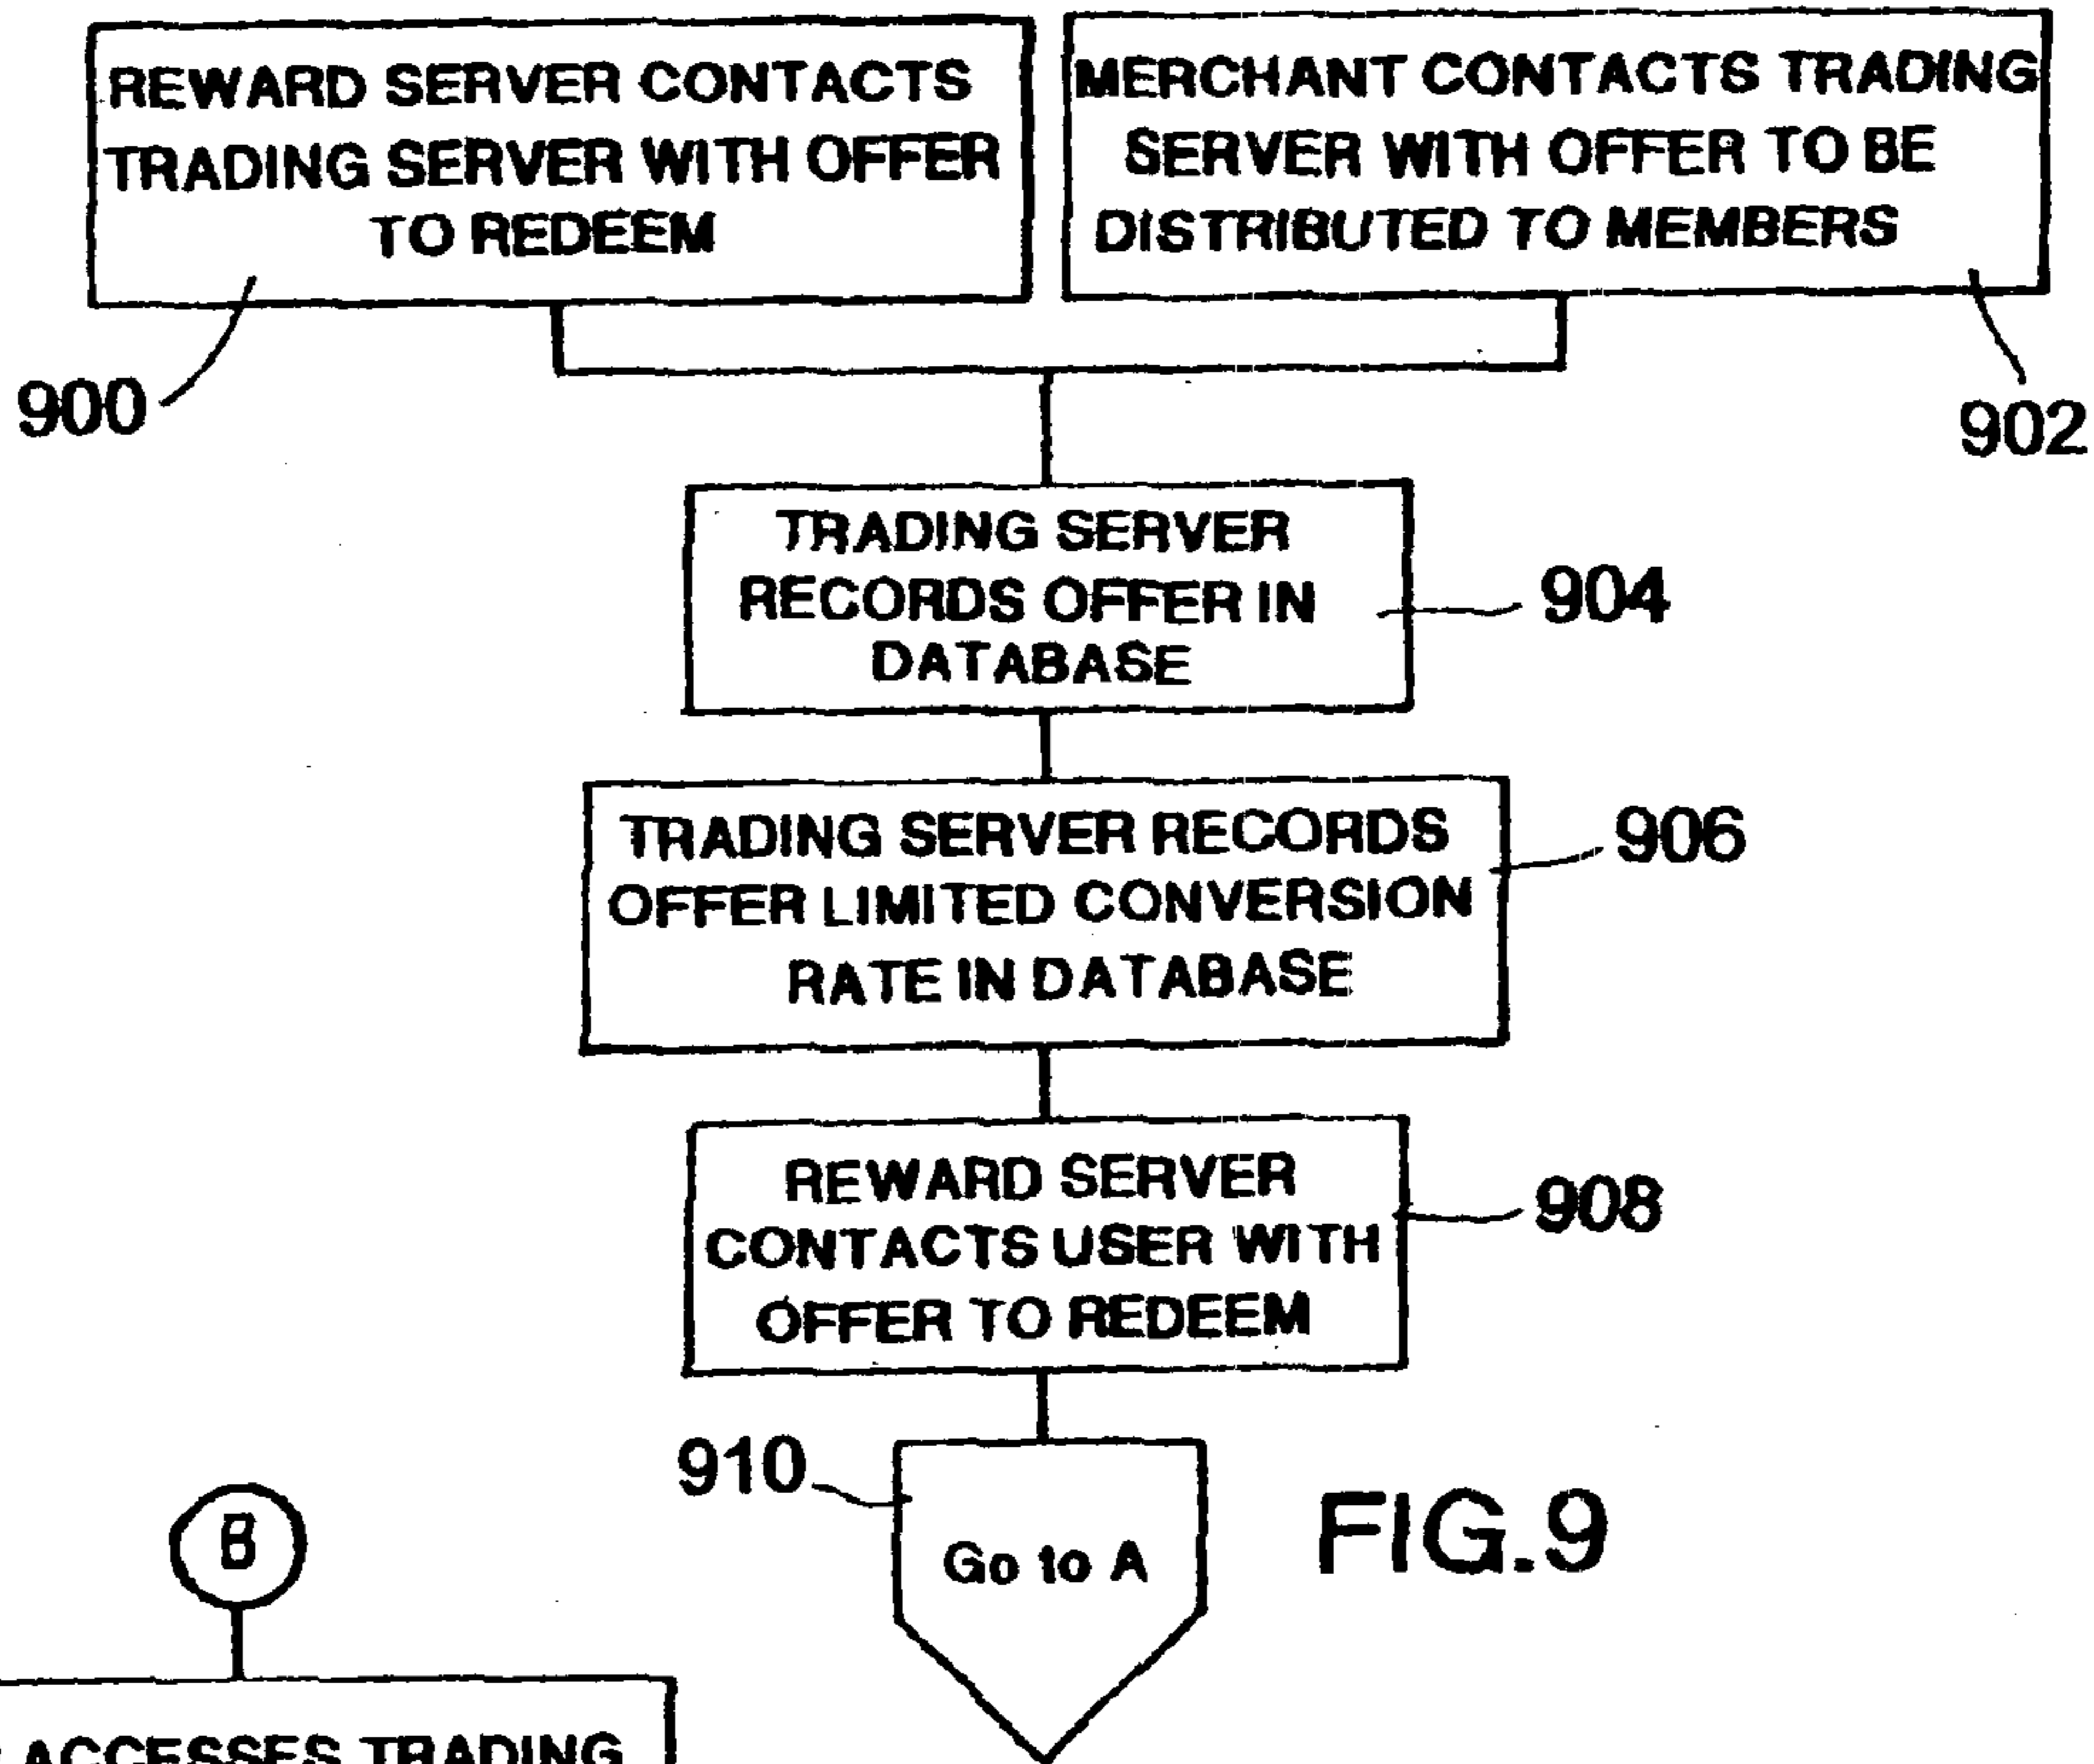 REWARD SERVER CONTACTS
TRADING SERVER WITH OFFER
TO REDEEM
MERCHANT CONTACTS TRADING
SERVER WITH OFFER TO BE
DISTRIBUTED TO MEMBERS
900
902
TRADING SERVER
RECORDS OFFER IN
DATABASE
904
TRADING SERVER RECORDS
OFFER LIMITED CONVERSION
RATE IN DATABASE
906
REWARD SERVER
CONTACTS USER WITH
OFFER TO REDEEM
908
910
Go to A
FIG.9
B
ACCESSES TRADING